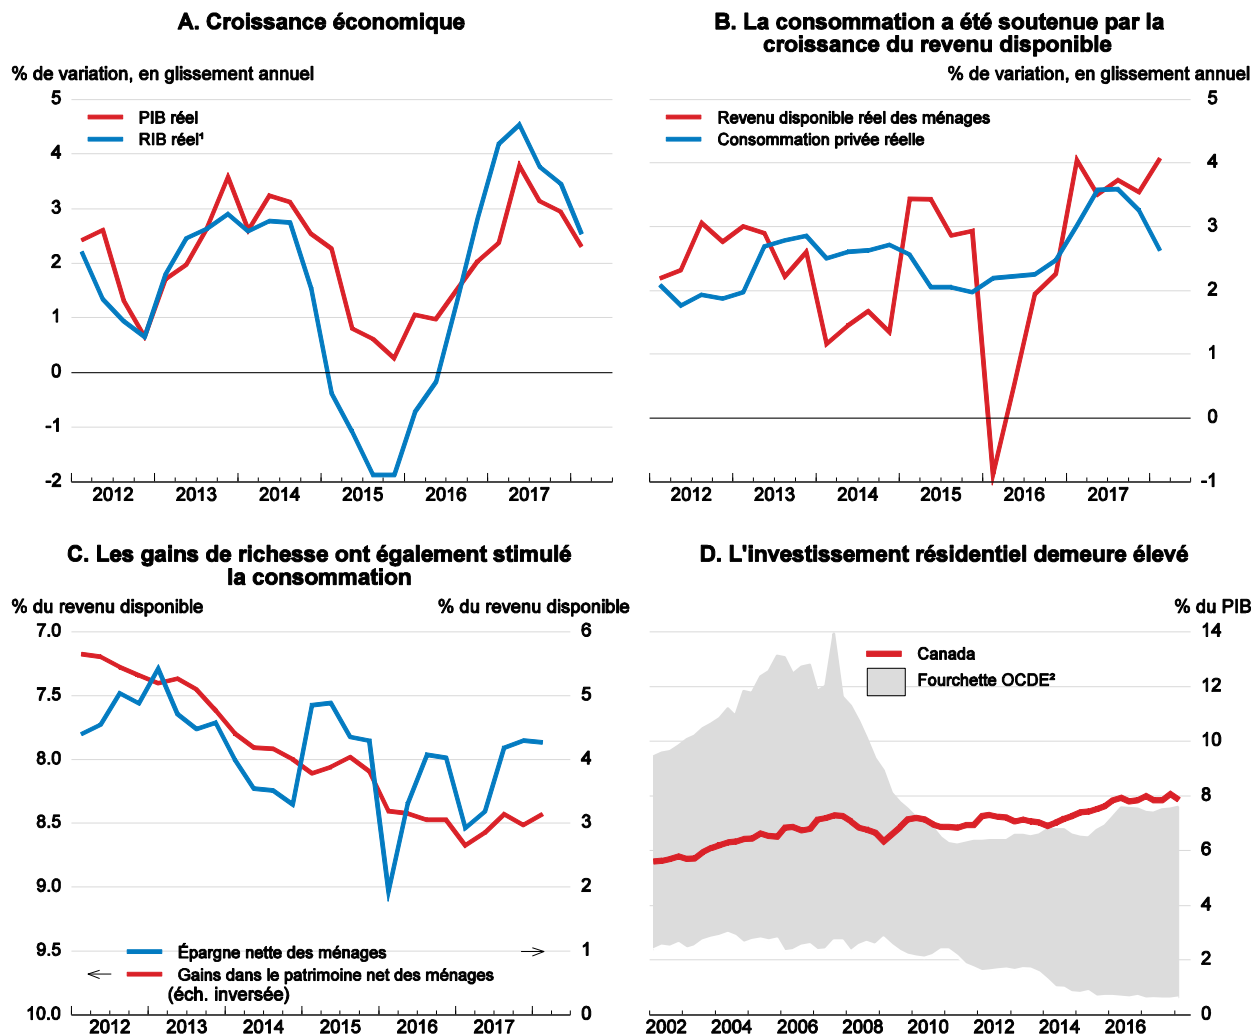 A. Croissance économique
% de variation, en glissement annuel
5
4
3
2
1
0
-1
-2
PIB réel
RIB réel¹
2012 2013 2014 2015 2016 2017
B. La consommation a été soutenue par la
croissance du revenu disponible
% de variation, en glissement annuel
Revenu disponible réel des ménages
Consommation privée réelle
5
4
3
2
1
0
-1
2012 2013 2014 2015 2016 2017
C. Les gains de richesse ont également stimulé
la consommation
% du revenu disponible
% du revenu disponible
7.0
7.5
8.0
8.5
9.0
9.5
10.0
6
5
4
3
2
1
0
Épargne nette des ménages
Gains dans le patrimoine net des ménages
(éch. inversée)
2012 2013 2014 2015 2016 2017
D. L'investissement résidentiel demeure élevé
% du PIB
Canada
Fourchette OCDE²
14
12
10
8
6
4
2
0
2002 2004 2006 2008 2010 2012 2014 2016